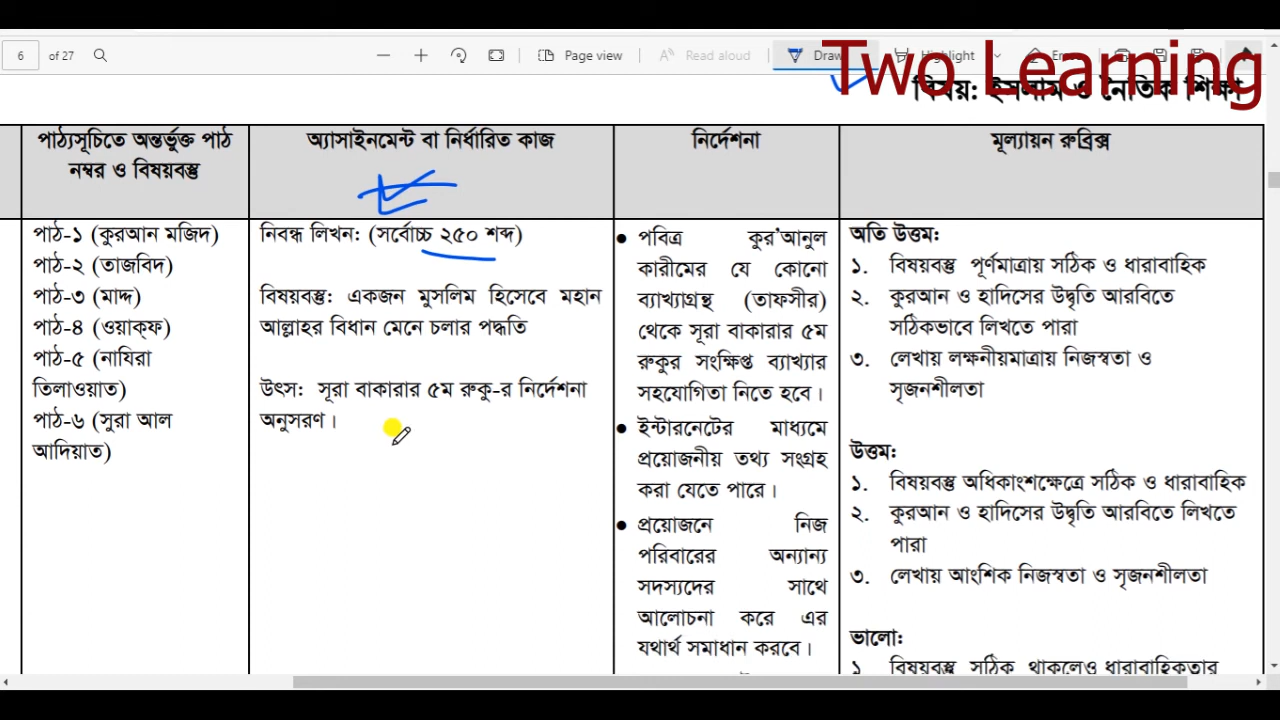 6 of 27 Page view Read aloud Draw Highlight
Two Learning
বিষয়: ইসলাম ও নৈতিক শিক্ষা
পাঠ্যসূচিতে অন্তর্ভুক্ত পাঠ
নম্বর ও বিষয়বস্তু
অ্যাসাইনমেন্ট বা নির্ধারিত কাজ
নির্দেশনা
মূল্যায়ন রুব্রিক্স
পাঠ-১ (কুরআন মজিদ)
পাঠ-২ (তাজবিদ)
পাঠ-৩ (মাদ্দ)
পাঠ-৪ (ওয়াক্‌ফ)
পাঠ-৫ (নাযিরা
তিলাওয়াত)
পাঠ-৬ (সুরা আল
আদিয়াত)
নিবন্ধ লিখন: (সর্বোচ্চ ২৫০ শব্দ)
বিষয়বস্তু: একজন মুসলিম হিসেবে মহান
আল্লাহর বিধান মেনে চলার পদ্ধতি
উৎস: সূরা বাকারার ৫ম রুকু-র নির্দেশনা
অনুসরণ।
● পবিত্র কুর'আনুল
কারীমের যে কোনো
ব্যাখ্যাগ্রন্থ (তাফসীর)
থেকে সূরা বাকারার ৫ম
রুকুর সংক্ষিপ্ত ব্যাখ্যার
সহযোগিতা নিতে হবে।
● ইন্টারনেটের মাধ্যমে
প্রয়োজনীয় তথ্য সংগ্রহ
করা যেতে পারে।
● প্রয়োজনে নিজ
পরিবারের অন্যান্য
সদস্যদের সাথে
আলোচনা করে এর
যথার্থ সমাধান করবে।
অতি উত্তম:
১. বিষয়বস্তু পূর্ণমাত্রায় সঠিক ও ধারাবাহিক
২. কুরআন ও হাদিসের উদ্বৃতি আরবিতে
সঠিকভাবে লিখতে পারা
৩. লেখায় লক্ষনীয়মাত্রায় নিজস্বতা ও
সৃজনশীলতা
উত্তম:
১. বিষয়বস্তু অধিকাংশক্ষেত্রে সঠিক ও ধারাবাহিক
২. কুরআন ও হাদিসের উদ্বৃতি আরবিতে লিখতে
পারা
৩. লেখায় আংশিক নিজস্বতা ও সৃজনশীলতা
ভালো:
১ বিষয়বস্তু সঠিক থাকলেও ধারাবাহিকতার